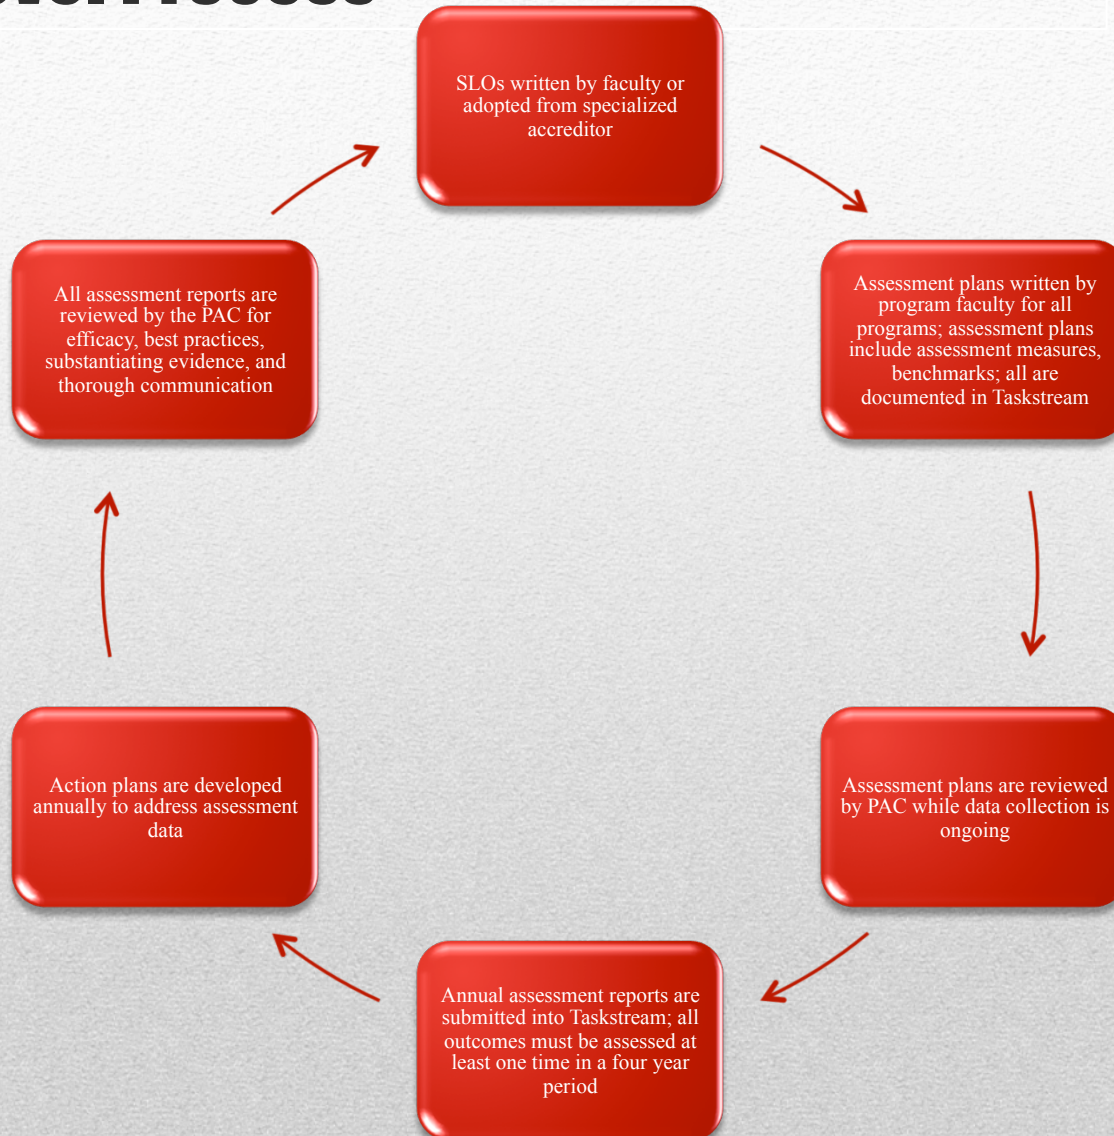 SLOs written by faculty or
adopted from specialized
accreditor
Assessment plans written by
program faculty for all
programs; assessment plans
include assessment measures,
benchmarks; all are
documented in Taskstream
Assessment plans are reviewed
by PAC while data collection is
ongoing
Annual assessment reports are
submitted into Taskstream; all
outcomes must be assessed at
least one time in a four year
period
Action plans are developed
annually to address assessment
data
All assessment reports are
reviewed by the PAC for
efficacy, best practices,
substantiating evidence, and
thorough communication